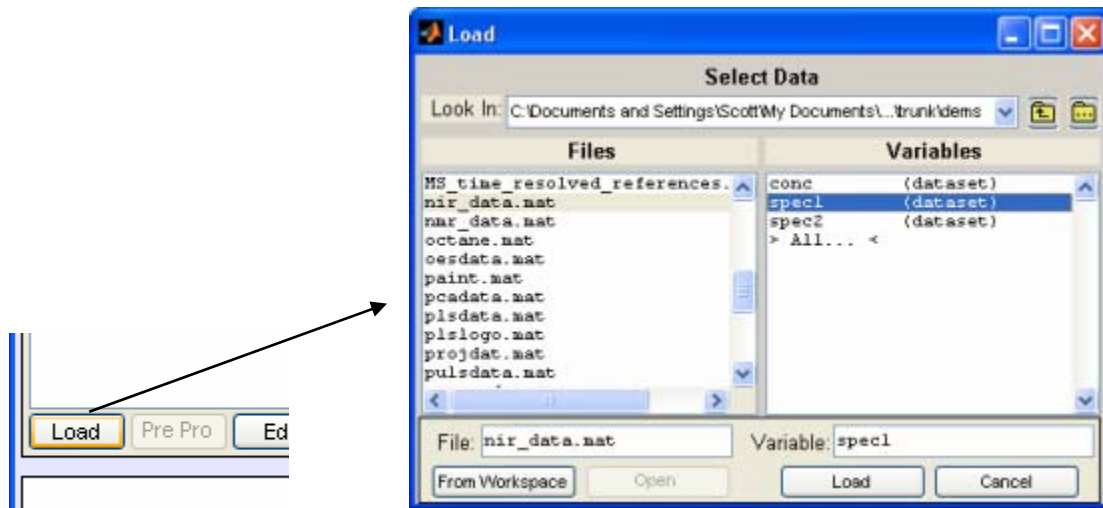 Load
Select Data
Look In: C:\Documents and Settings\Scott\My Documents\...\trunk\dems
Files
MS_time_resolved_references.
nir_data.mat
nmr_data.mat
octane.mat
oesdata.mat
paint.mat
pcadata.mat
plsdata.mat
plslogo.mat
projdat.mat
pulsdata.mat
Variables
conc (dataset)
spec1 (dataset)
spec2 (dataset)
> All... <
File: nir_data.mat
Variable: spec1
From Workspace Open Load Cancel
Load Pre Pro Ed